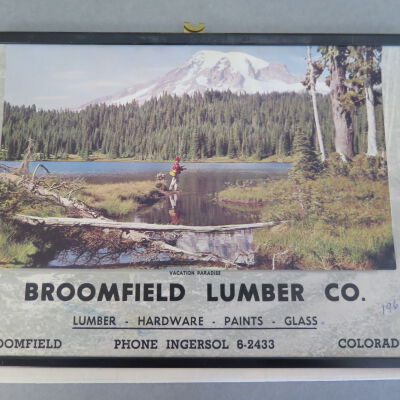 VACATION PARADISE
BROOMFIELD LUMBER CO.
LUMBER - HARDWARE - PAINTS - GLASS
OOMFIELD PHONE INGERSOL 6-2433 COLORAD
196